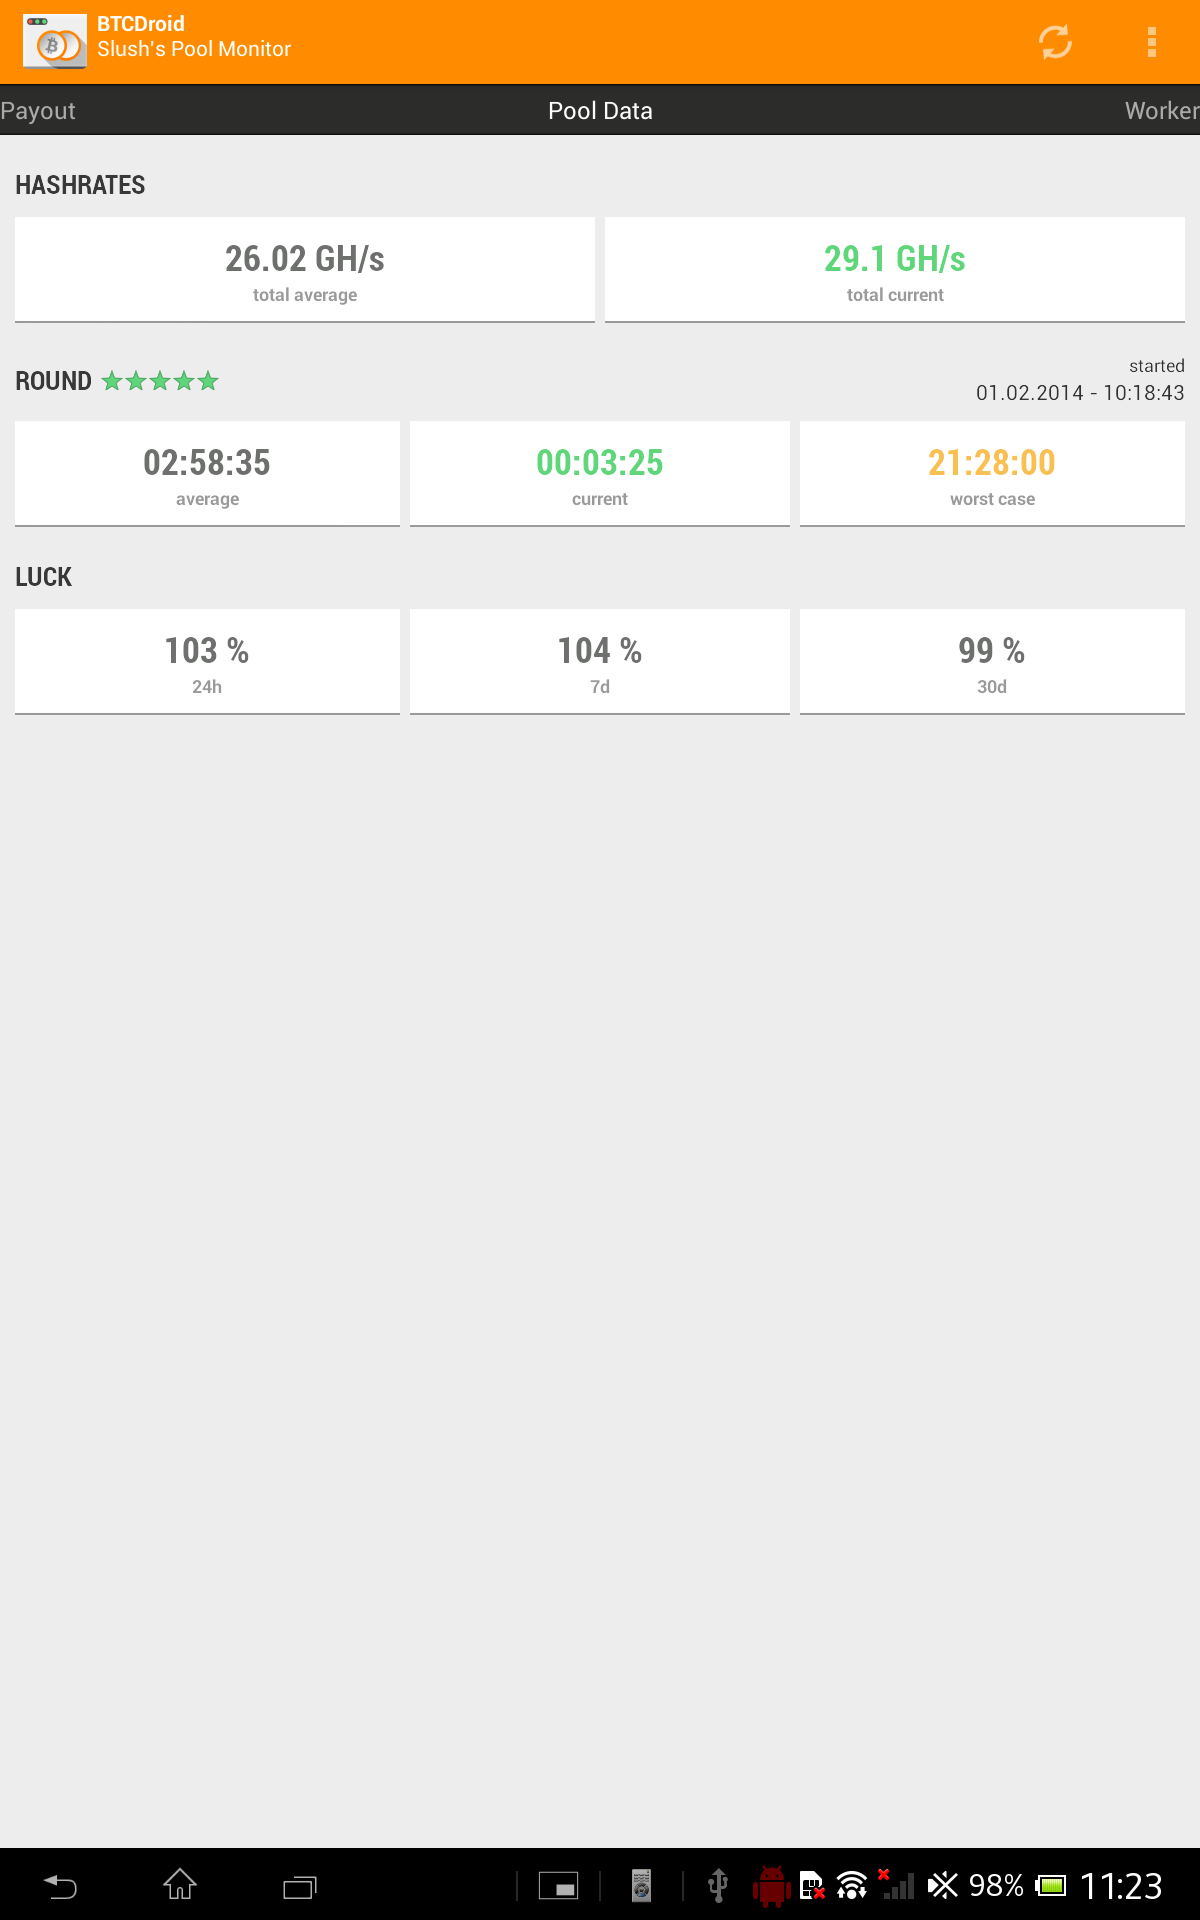 BTCDroid
Slush's Pool Monitor
Payout
Pool Data
Worker
HASHRATES
26.02 GH/s
total average
29.1 GH/s
total current
ROUND
started
01.02.2014 - 10:18:43
02:58:35
average
00:03:25
current
21:28:00
worst case
LUCK
103 %
24h
104 %
7d
99 %
30d
98%
11:23